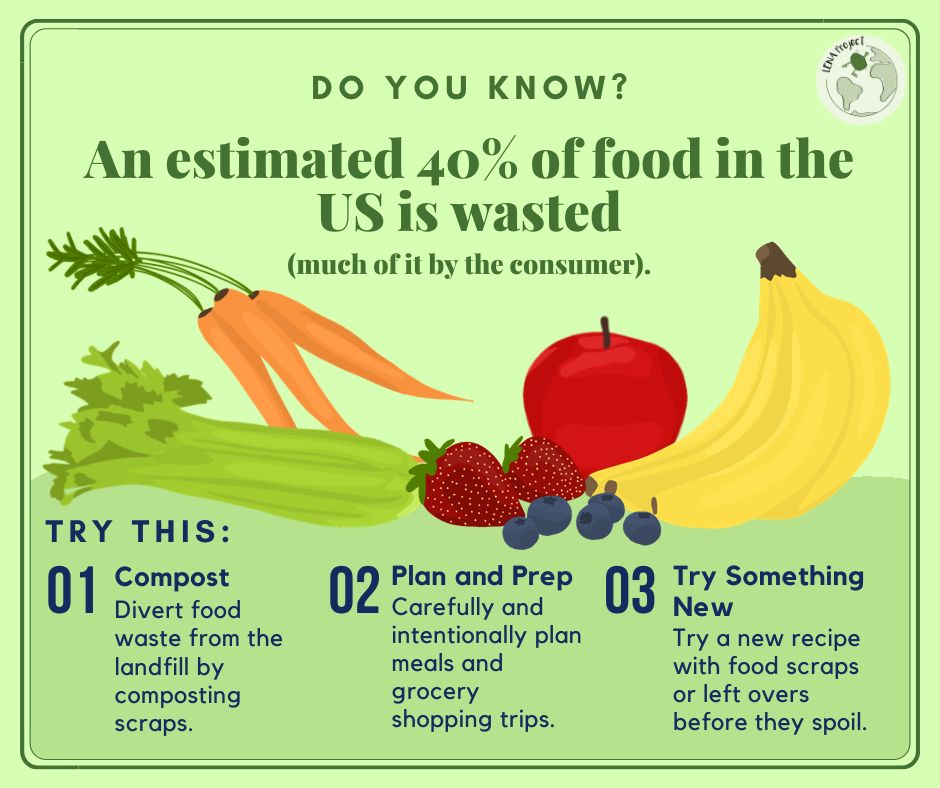 LENA Project
DO YOU KNOW?
An estimated 40% of food in the
US is wasted
(much of it by the consumer).
TRY THIS:
01
Compost
Divert food
waste from the
landfill by
composting
scraps.
02
Plan and Prep
Carefully and
intentionally plan
meals and
grocery
shopping trips.
03
Try Something
New
Try a new recipe
with food scraps
or left overs
before they spoil.